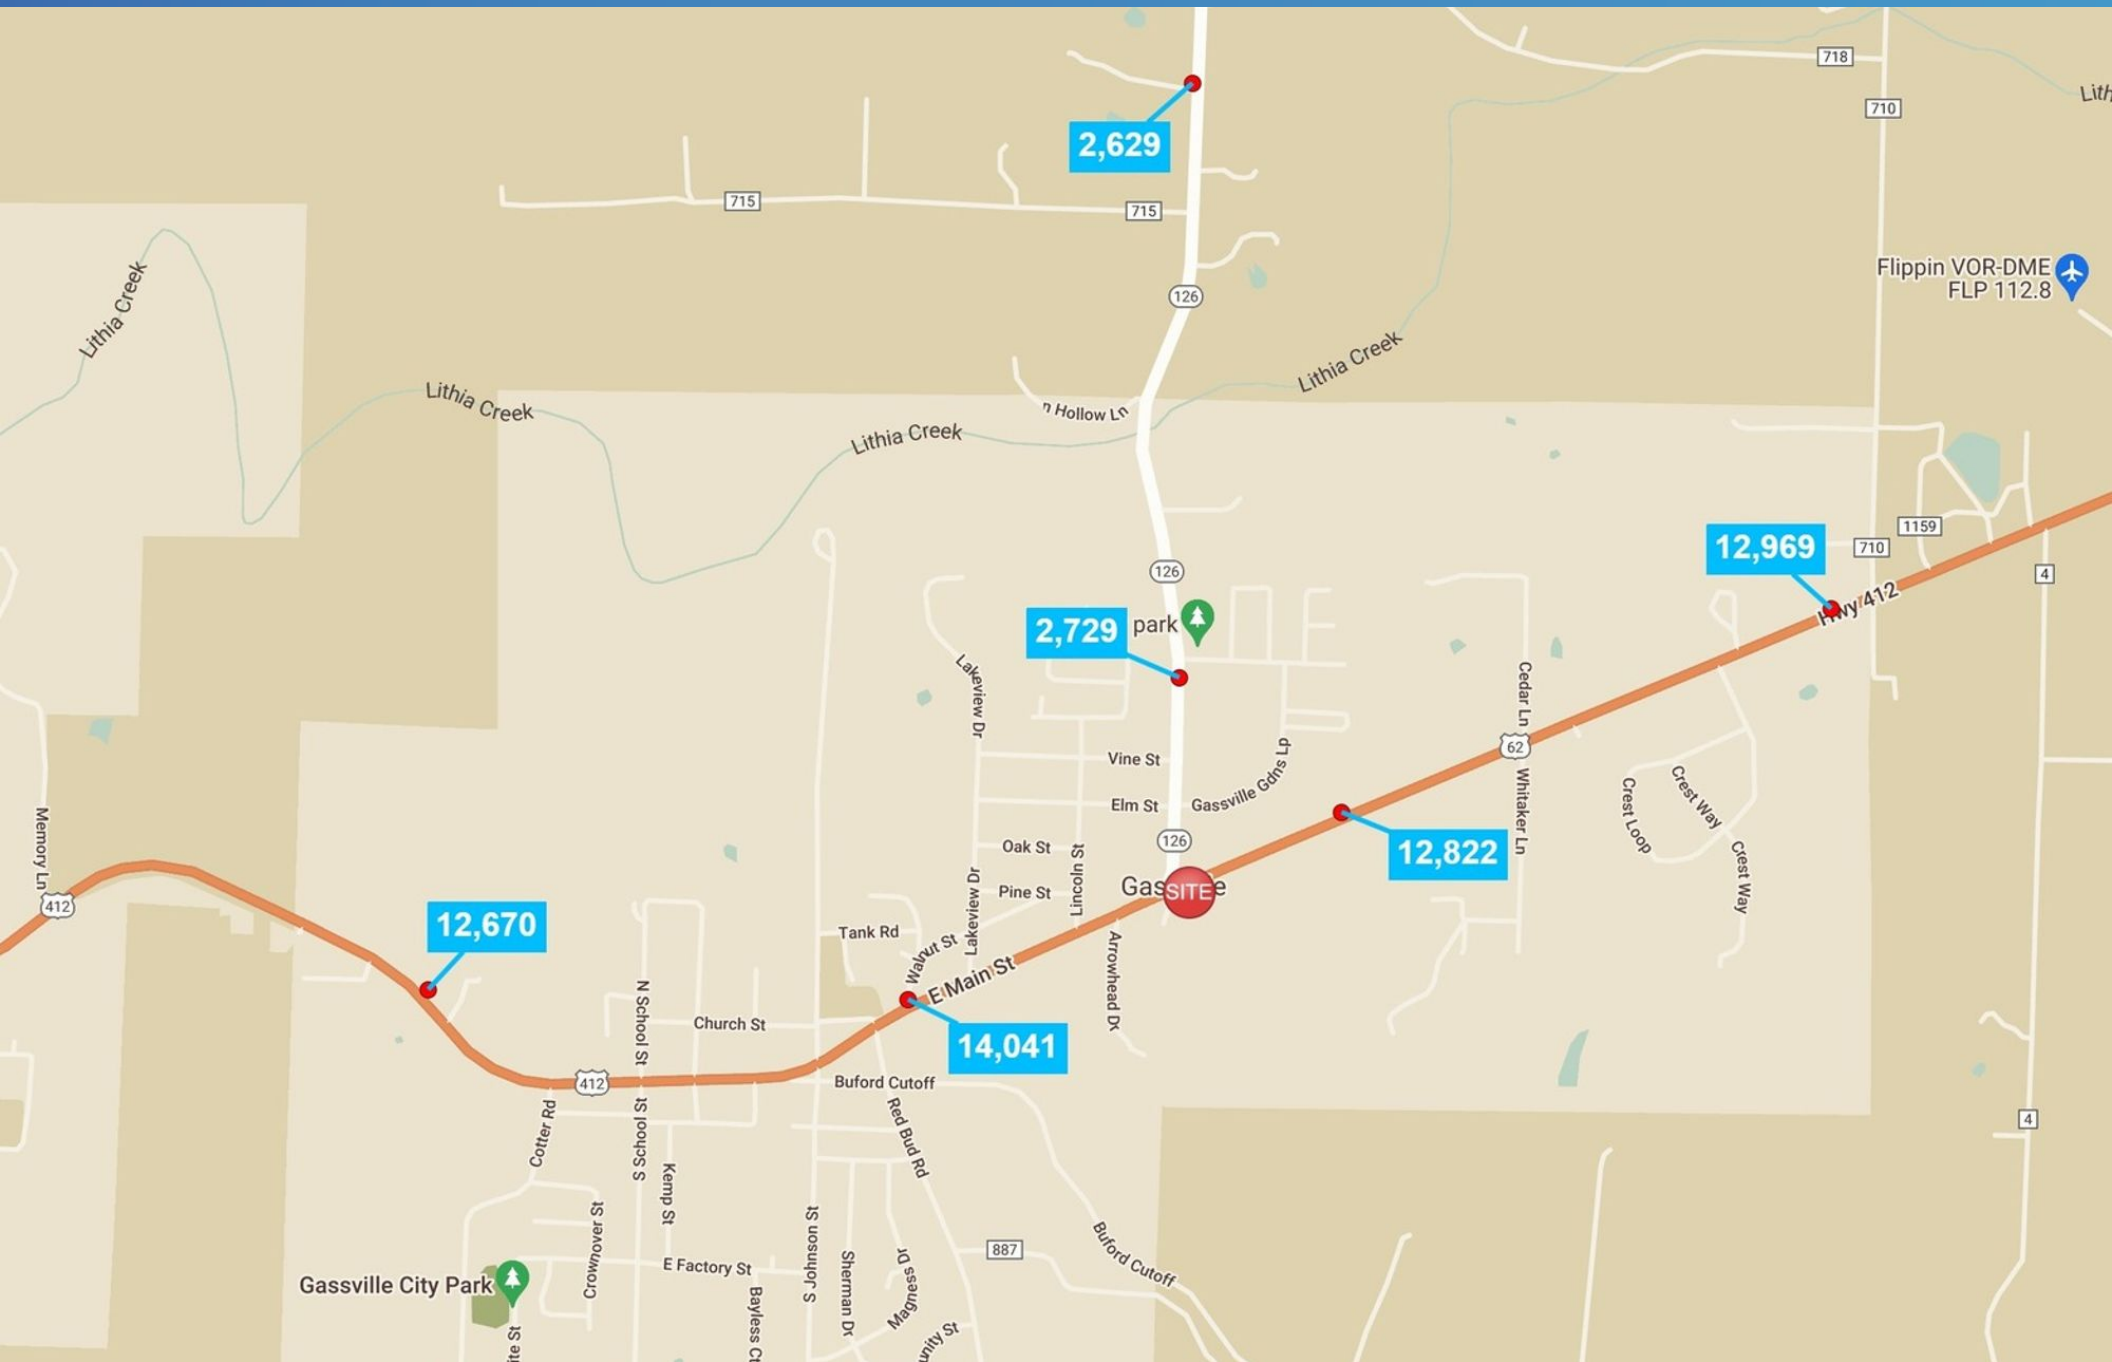 718
Lith
710
2,629
715
715
Flippin VOR-DME
FLP 112.8
Lithia Creek
126
Lithia Creek
Lithia Creek
n Hollow Ln
Lithia Creek
1159
12,969
710
126
4
Hwy 412
2,729
park
Lakeview Dr
Cedar Ln
62
Vine St
Elm St
Gassville Gdns Lp
Whitaker Ln
Crest Loop
Crest Way
Memory Ln
126
Oak St
12,822
Lincoln St
Crest Way
Pine St
Gas
SITE
e
412
12,670
Tank Rd
Walnut St
Lakeview Dr
Arrowhead Dr
E Main St
N School St
Church St
14,041
412
Buford Cutoff
Cotter Rd
S School St
Red Bud Rd
4
Kemp St
Crownover St
S Johnson St
887
Buford Cutoff
Gassville City Park
E Factory St
Sherman Dr
Magness Dr
Bayless Ct
ite St
unity St